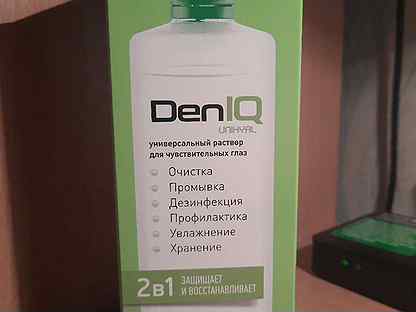 DenIQ
UNIHYAL
универсальный раствор
для чувствительных глаз
Очистка
Промывка
Дезинфекция
Профилактика
Увлажнение
Хранение
2в1 ЗАЩИЩАЕТ
И ВОССТАНАВЛИВАЕТ